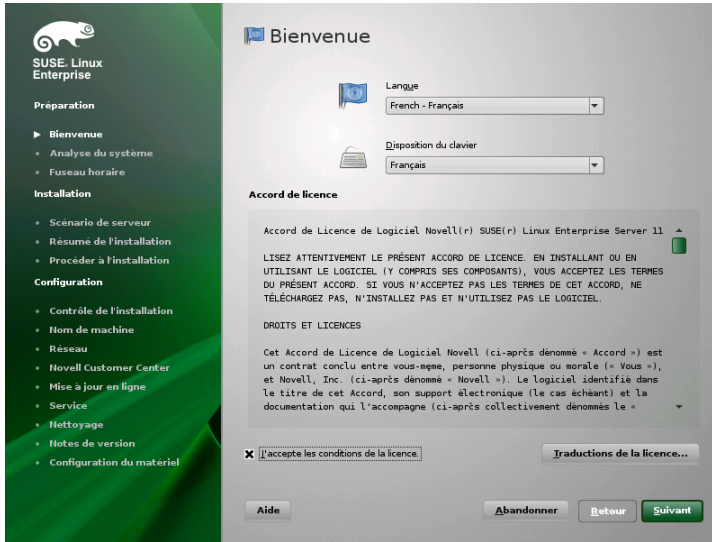 SUSE. Linux
Enterprise
Préparation
Bienvenue
Analyse du système
Fuseau horaire
Installation
Scénario de serveur
Résumé de l'installation
Procéder à l'installation
Configuration
Contrôle de l'installation
Nom de machine
Réseau
Novell Customer Center
Mise à jour en ligne
Service
Nettoyage
Notes de version
Configuration du matériel
Bienvenue
Langue
French - Français
Disposition du clavier
Français
Accord de licence
Accord de Licence de Logiciel Novell(r) SUSE(r) Linux Enterprise Server 11
LISEZ ATTENTIVEMENT LE PRÉSENT ACCORD DE LICENCE. EN INSTALLANT OU EN
UTILISANT LE LOGICIEL (Y COMPRIS SES COMPOSANTS), VOUS ACCEPTEZ LES TERMES
DU PRÉSENT ACCORD. SI VOUS N'ACCEPTEZ PAS LES TERMES DE CET ACCORD, NE
TÉLÉCHARGEZ PAS, N'INSTALLEZ PAS ET N'UTILISEZ PAS LE LOGICIEL.
DROITS ET LICENCES
Cet Accord de Licence de Logiciel Novell (ci-aprčs dénommé « Accord ») est
un contrat conclu entre vous-męme, personne physique ou morale (« Vous »),
et Novell, Inc. (ci-aprčs dénommé « Novell »). Le logiciel identifié dans
le titre de cet Accord, son support électronique (le cas échéant) et la
documentation qui l'accompagne (ci-aprčs collectivement dénommés le «
J'accepte les conditions de la licence.
Traductions de la licence...
Aide
Abandonner
Retour
Suivant